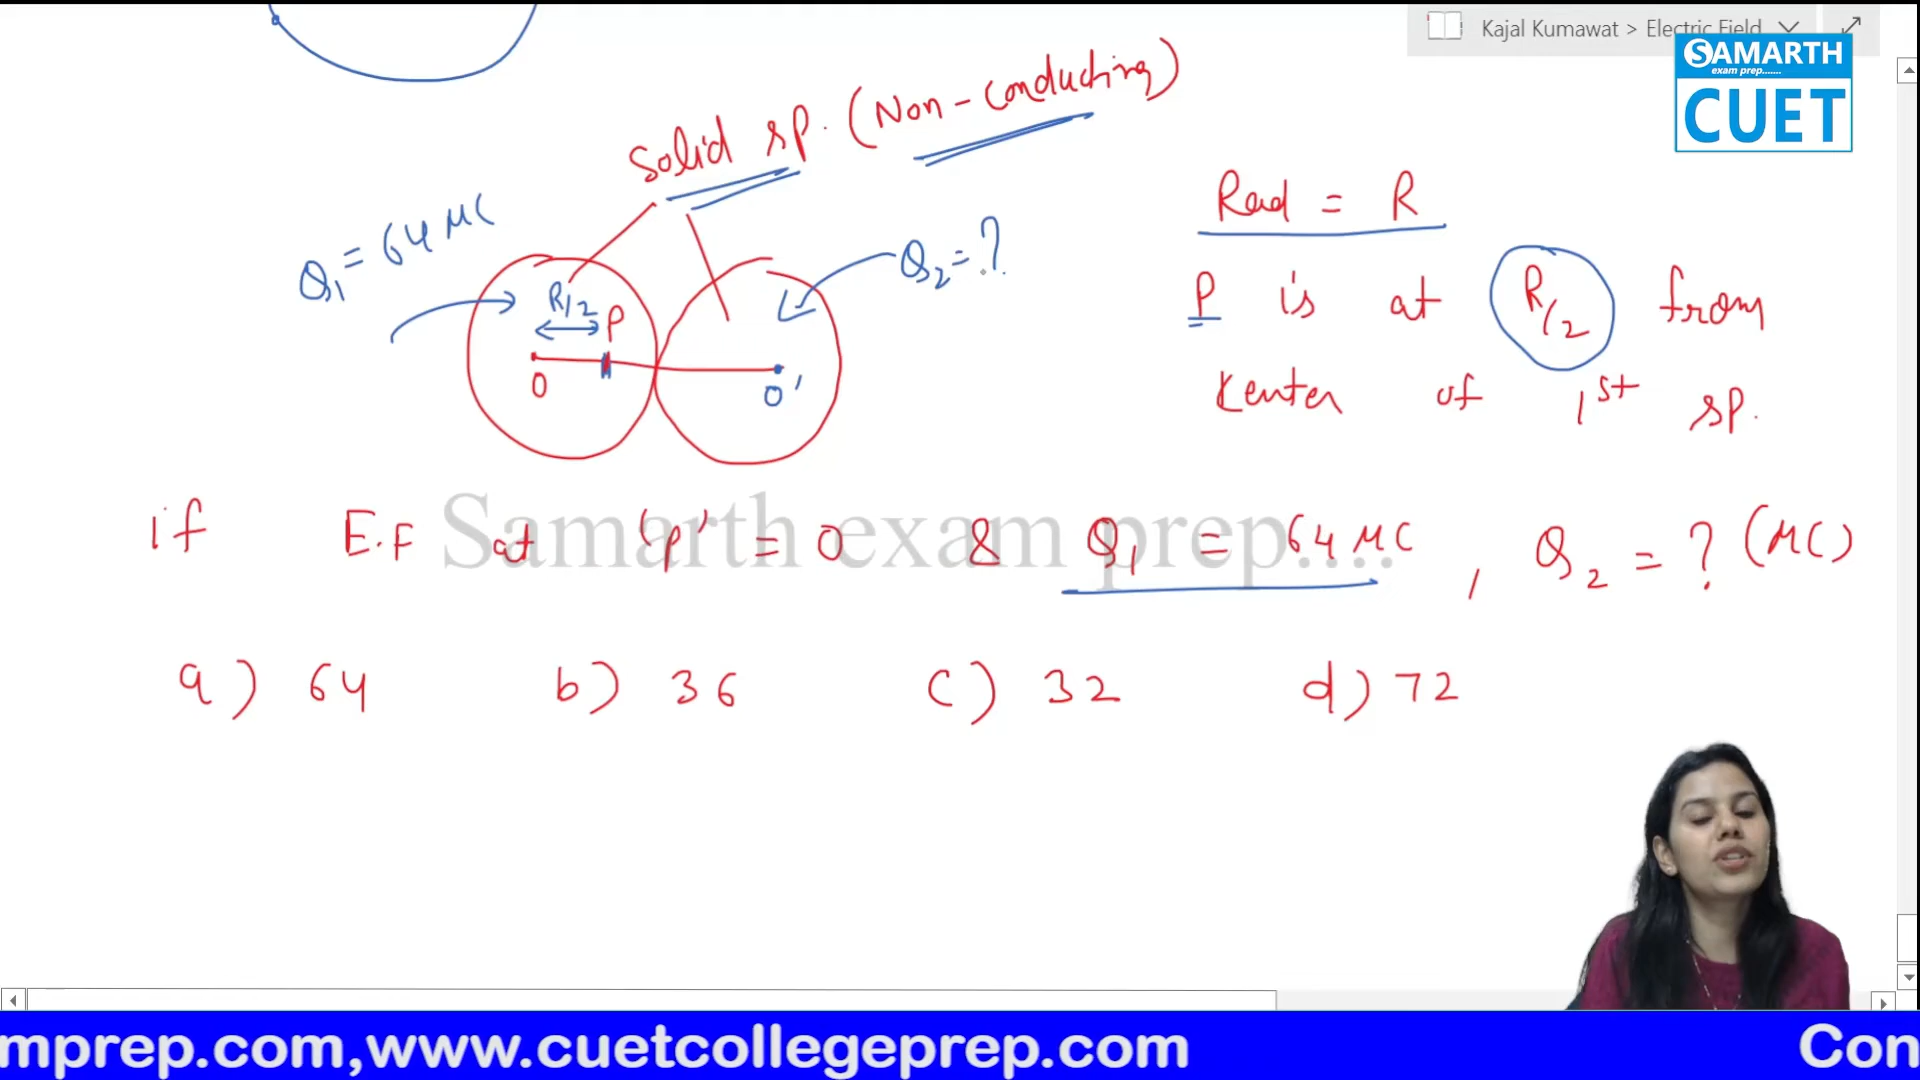 Kajal Kumawat > Electric Field
SAMARTH
exam prep.......
CUET
Solid sp. (Non-conducting)
Q1 = 64 μC
Q2 = ?
R/2
P
O
O'
Rad = R
P is at R/2 from
center of 1st sp.
Samarth exam prep....
if E.F at 'p' = 0 & Q1 = 64 μC , Q2 = ? (μC)
a) 64 b) 36 c) 32 d) 72
mprep.com,www.cuetcollegeprep.com Con